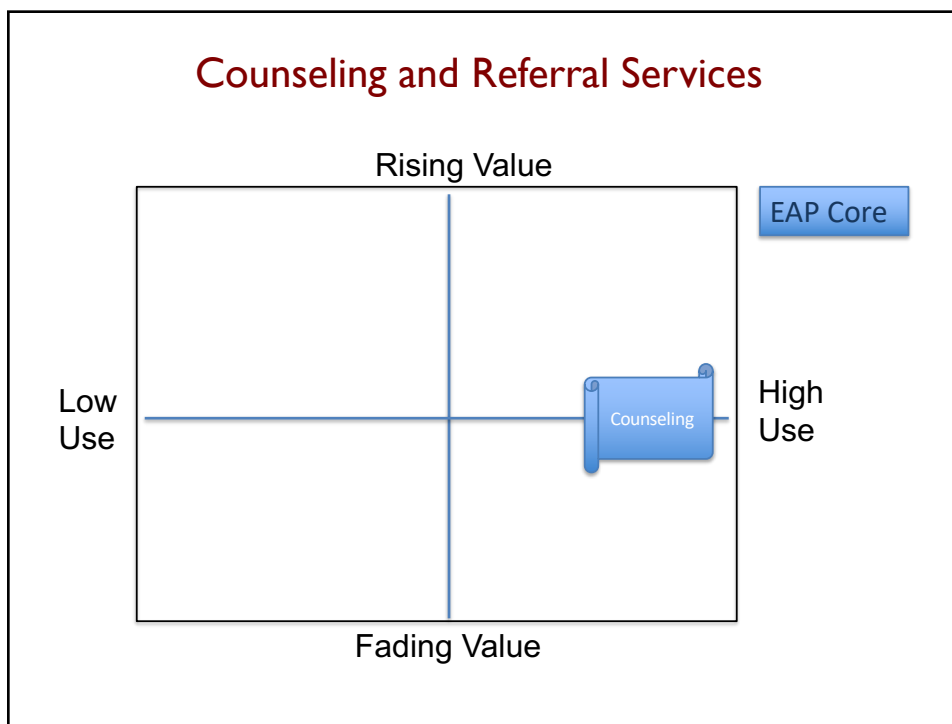 Counseling and Referral Services
Rising Value
EAP Core
Low
Use
Counseling
High
Use
Fading Value